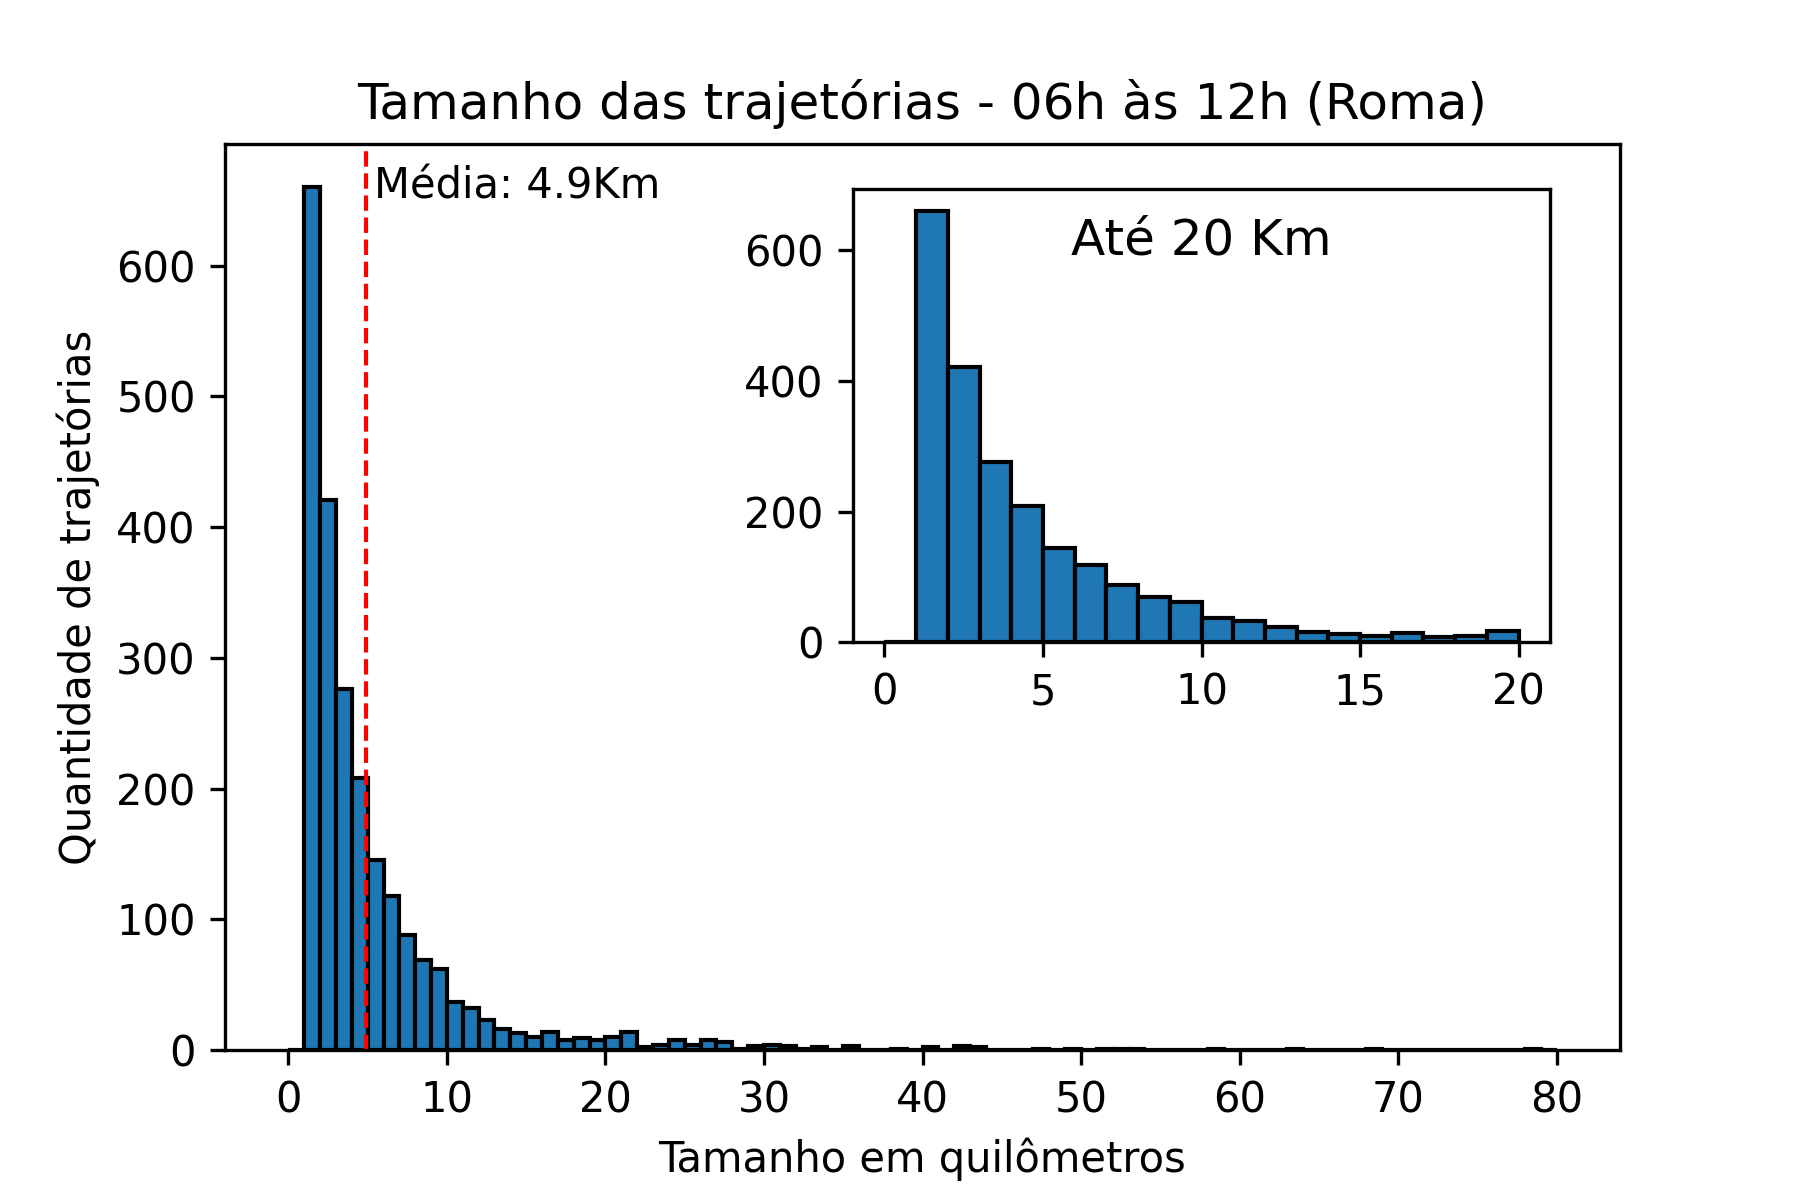 Tamanho das trajetórias - 06h às 12h (Roma)
Média: 4.9Km
Até 20 Km
600
400
200
0
0 5 10 15 20
Quantidade de trajetórias
600
500
400
300
200
100
0
0 10 20 30 40 50 60 70 80
Tamanho em quilômetros